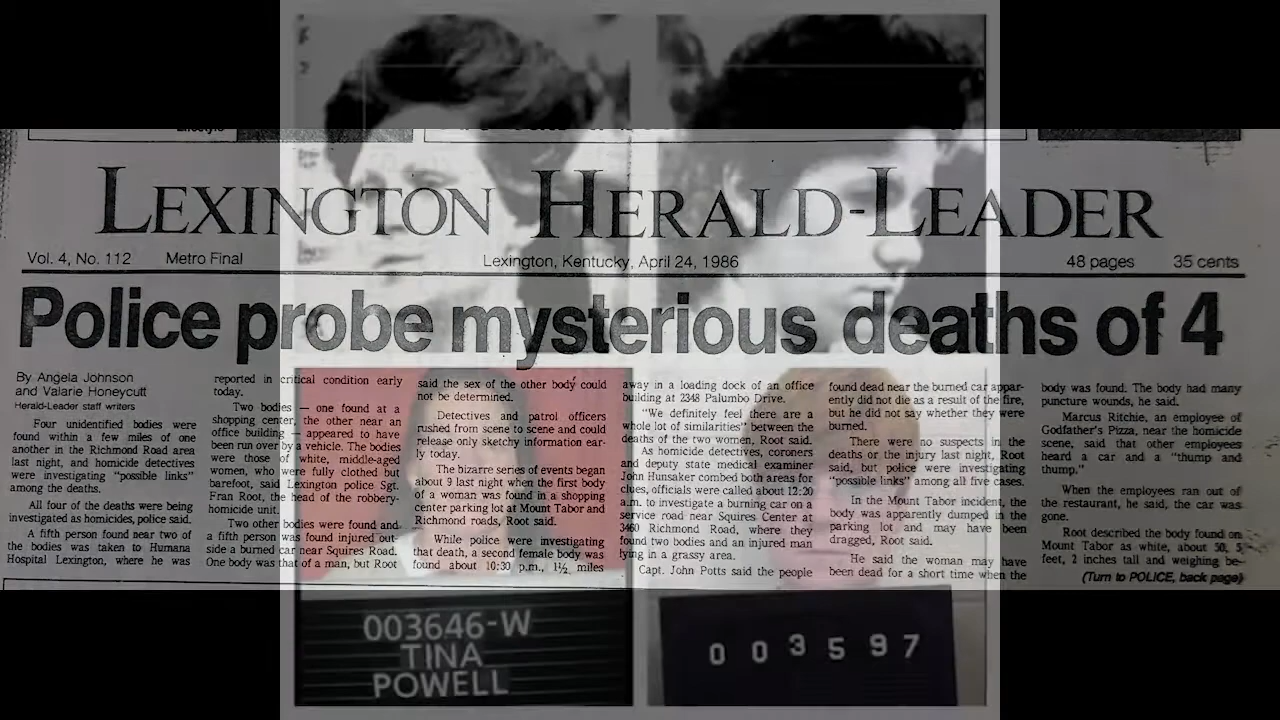 LEXINGTON HERALD-LEADER
Vol. 4, No. 112 Metro Final Lexington, Kentucky, April 24, 1986 48 pages 35 cents
Police probe mysterious deaths of 4
By Angela Johnson
and Valarie Honeycutt
Herald-Leader staff writers
Four unidentified bodies were
found within a few miles of one
another in the Richmond Road area
last night, and homicide detectives
were investigating "possible links"
among the deaths.
All four of the deaths were being
investigated as homicides, police said.
A fifth person found near two of
the bodies was taken to Humana
Hospital Lexington, where he was
reported in critical condition early
today.
Two bodies — one found at a
shopping center, the other near an
office building — appeared to have
been run over by a vehicle. The bodies
were those of white, middle-aged
women, who were fully clothed but
barefoot, said Lexington police Sgt.
Fran Root, the head of the robbery-
homicide unit.
Two other bodies were found and
a fifth person was found injured out-
side a burned car near Squires Road.
One body was that of a man, but Root
said the sex of the other body could
not be determined.
Detectives and patrol officers
rushed from scene to scene and could
release only sketchy information ear-
ly today.
The bizarre series of events began
about 9 last night when the first body
of a woman was found in a shopping
center parking lot at Mount Tabor and
Richmond roads, Root said.
While police were investigating
that death, a second female body was
found about 10:30 p.m., 1½ miles
away in a loading dock of an office
building at 2348 Palumbo Drive.
"We definitely feel there are a
whole lot of similarities" between the
deaths of the two women, Root said.
As homicide detectives, coroners
and deputy state medical examiner
John Hunsaker combed both areas for
clues, officials were called about 12:20
a.m. to investigate a burning car on a
service road near Squires Center at
3460 Richmond Road, where they
found two bodies and an injured man
lying in a grassy area.
Capt. John Potts said the people
found dead near the burned car appar-
ently did not die as a result of the fire,
but he did not say whether they were
burned.
There were no suspects in the
deaths or the injury last night, Root
said, but police were investigating
"possible links" among all five cases.
In the Mount Tabor incident, the
body was apparently dumped in the
parking lot and may have been
dragged, Root said.
He said the woman may have
been dead for a short time when the
body was found. The body had many
puncture wounds, he said.
Marcus Ritchie, an employee of
Godfather's Pizza, near the homicide
scene, said that other employees
heard a car and a "thump and
thump."
When the employees ran out of
the restaurant, he said, the car was
gone.
Root described the body found on
Mount Tabor as white, about 50, 5
feet, 2 inches tall and weighing be-
(Turn to POLICE, back page)
003646-W
TINA
POWELL
003597